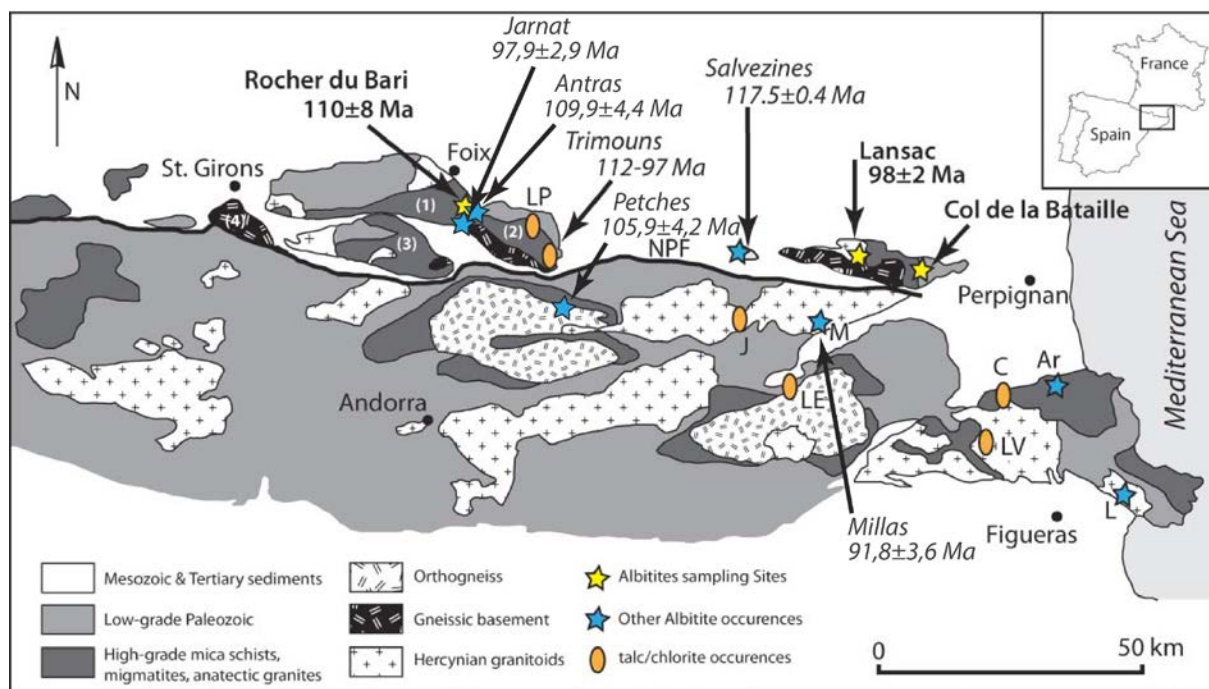 Jarnat
97,9±2,9 Ma
Rocher du Bari
110±8 Ma
Antras
109,9±4,4 Ma
Salvezines
117.5±0.4 Ma
France
Spain
N
Trimouns
112-97 Ma
Foix
St. Girons
LP
Petches
105,9±4,2 Ma
Lansac
98±2 Ma
Col de la Bataille
(1)
(2)
(3)
(4)
NPF
Perpignan
Mediterranean Sea
J
M
C
Ar
Andorra
LE
LV
L
Millas
91,8±3,6 Ma
Figueras
Mesozoic & Tertiary sediments
Orthogneiss
Albitites sampling Sites
Low-grade Paleozoic
Gneissic basement
Other Albitite occurences
High-grade mica schists,
migmatites, anatectic granites
Hercynian granitoids
talc/chlorite occurences
0
50 km